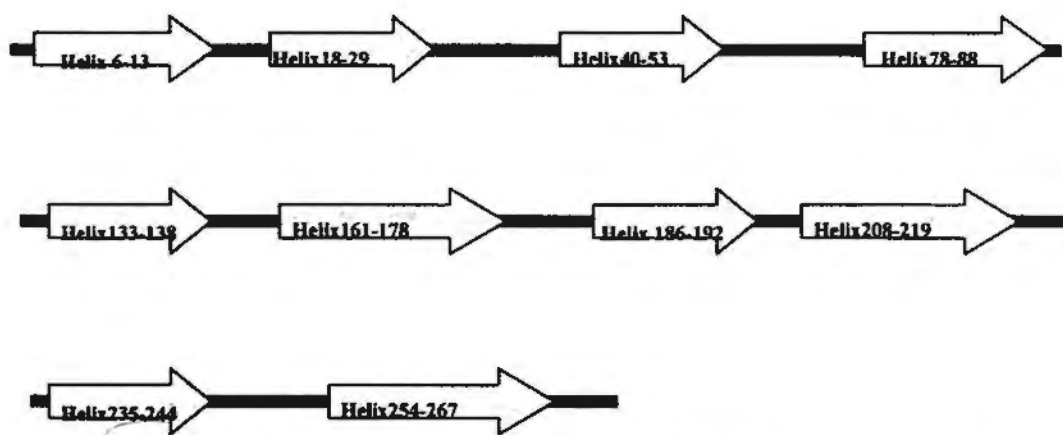 Helix 6-13 Helix18-29 Helix40-53 Helix78-88
Helix133-138 Helix161-178 Helix 186-192 Helix208-219
Helix235-244 Helix254-267